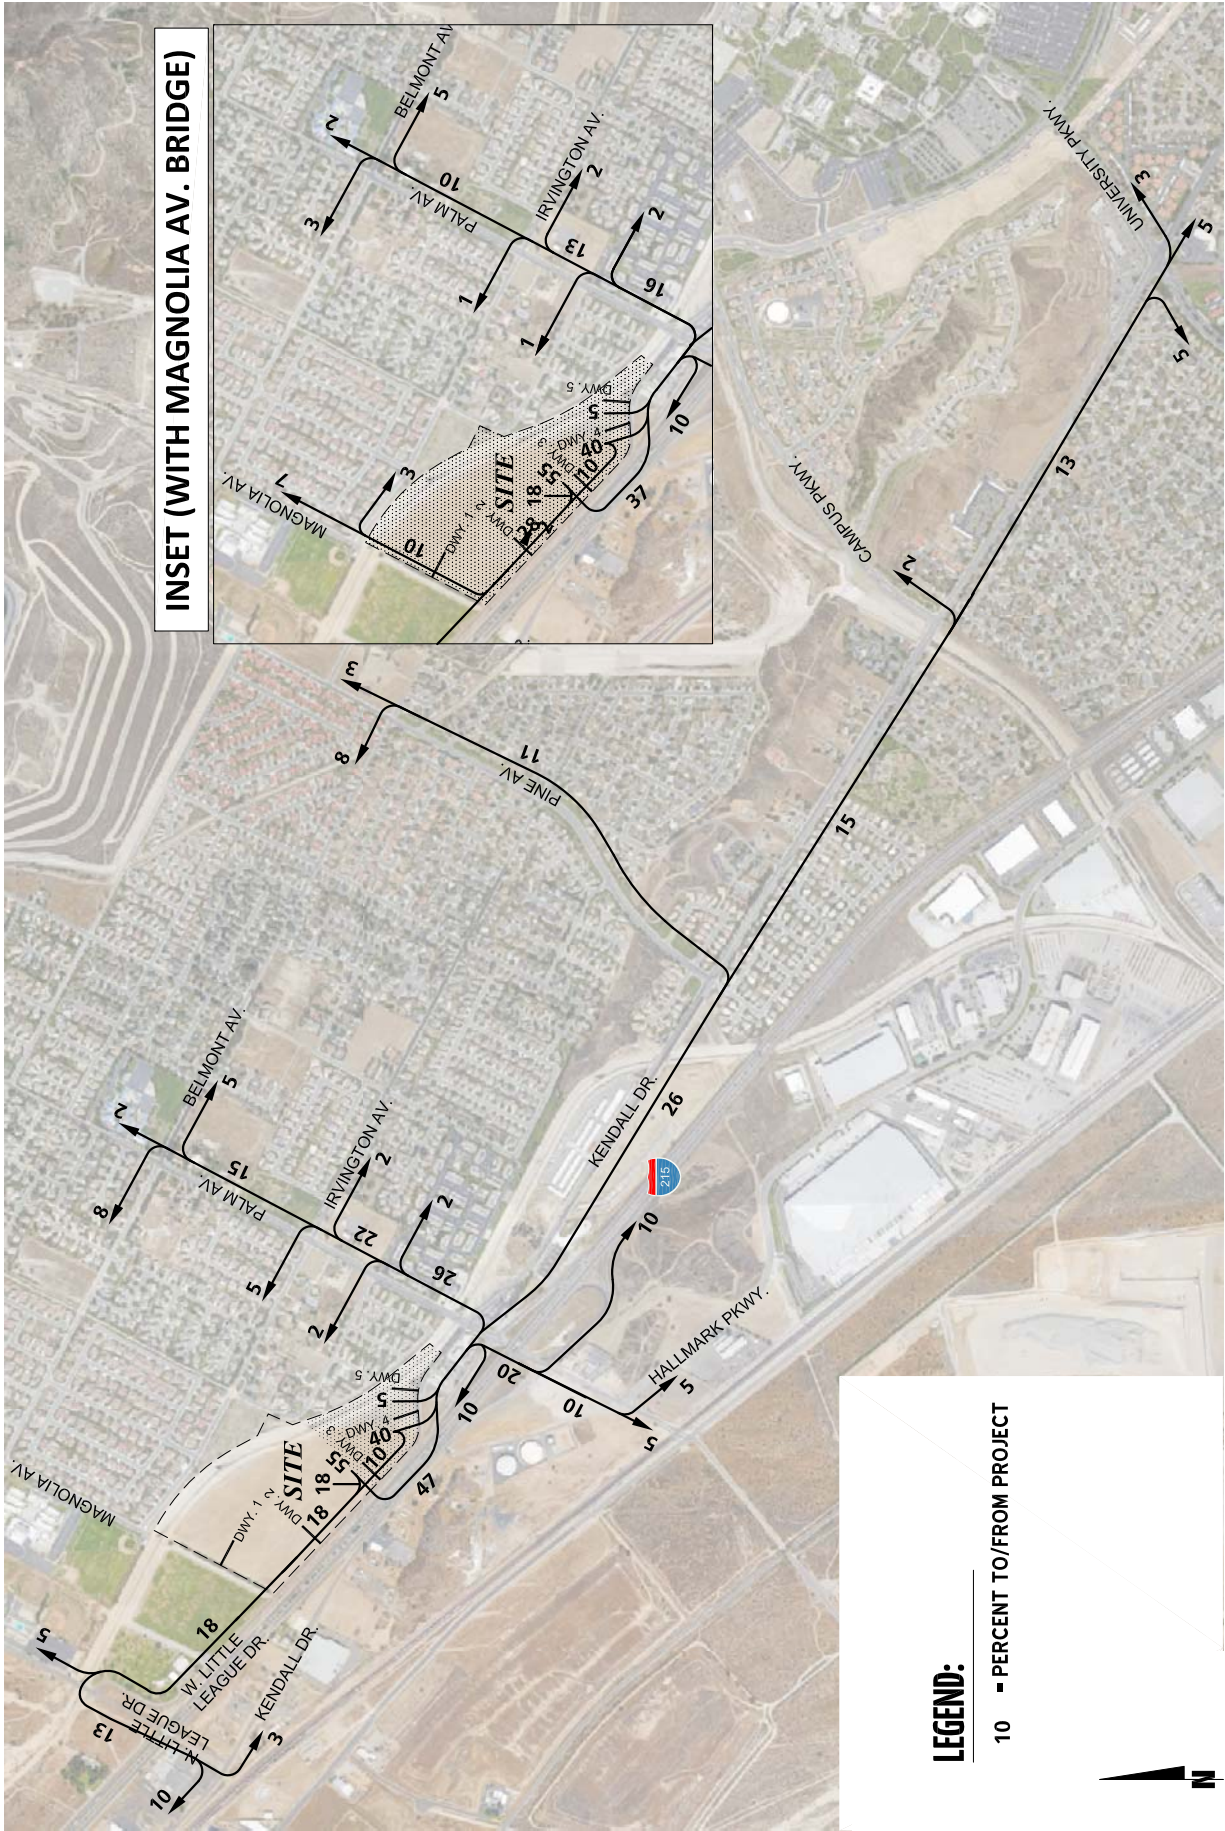 INSET (WITH MAGNOLIA AV. BRIDGE)
2
BELMONT AV
5
3
10
PALM AV.
IRVINGTON AV.
2
13
1
2
16
1
MAGNOLIA AV.
7
3
10
DWY. 1
DWY. 2
SITE
18
28
55
DWY. 3
10
40
DWY. 4
5
DWY. 5
37
10
UNIVERSITY PKWY.
3
5
5
13
CAMPUS PKWY.
2
15
3
8
11
PINE AV.
KENDALL DR.
26
215
2
BELMONT AV.
5
8
15
PALM AV.
IRVINGTON AV.
2
22
5
2
26
2
10
20
10
HALLMARK PKWY.
5
5
10
MAGNOLIA AV.
SITE
DWY. 1
DWY. 2
18
18
55
DWY. 3
10
40
DWY. 4
5
DWY. 5
47
18
W. LITTLE
LEAGUE DR.
5
N. LITTLE
LEAGUE DR.
13
KENDALL DR.
3
10
LEGEND:
10 - PERCENT TO/FROM PROJECT
N